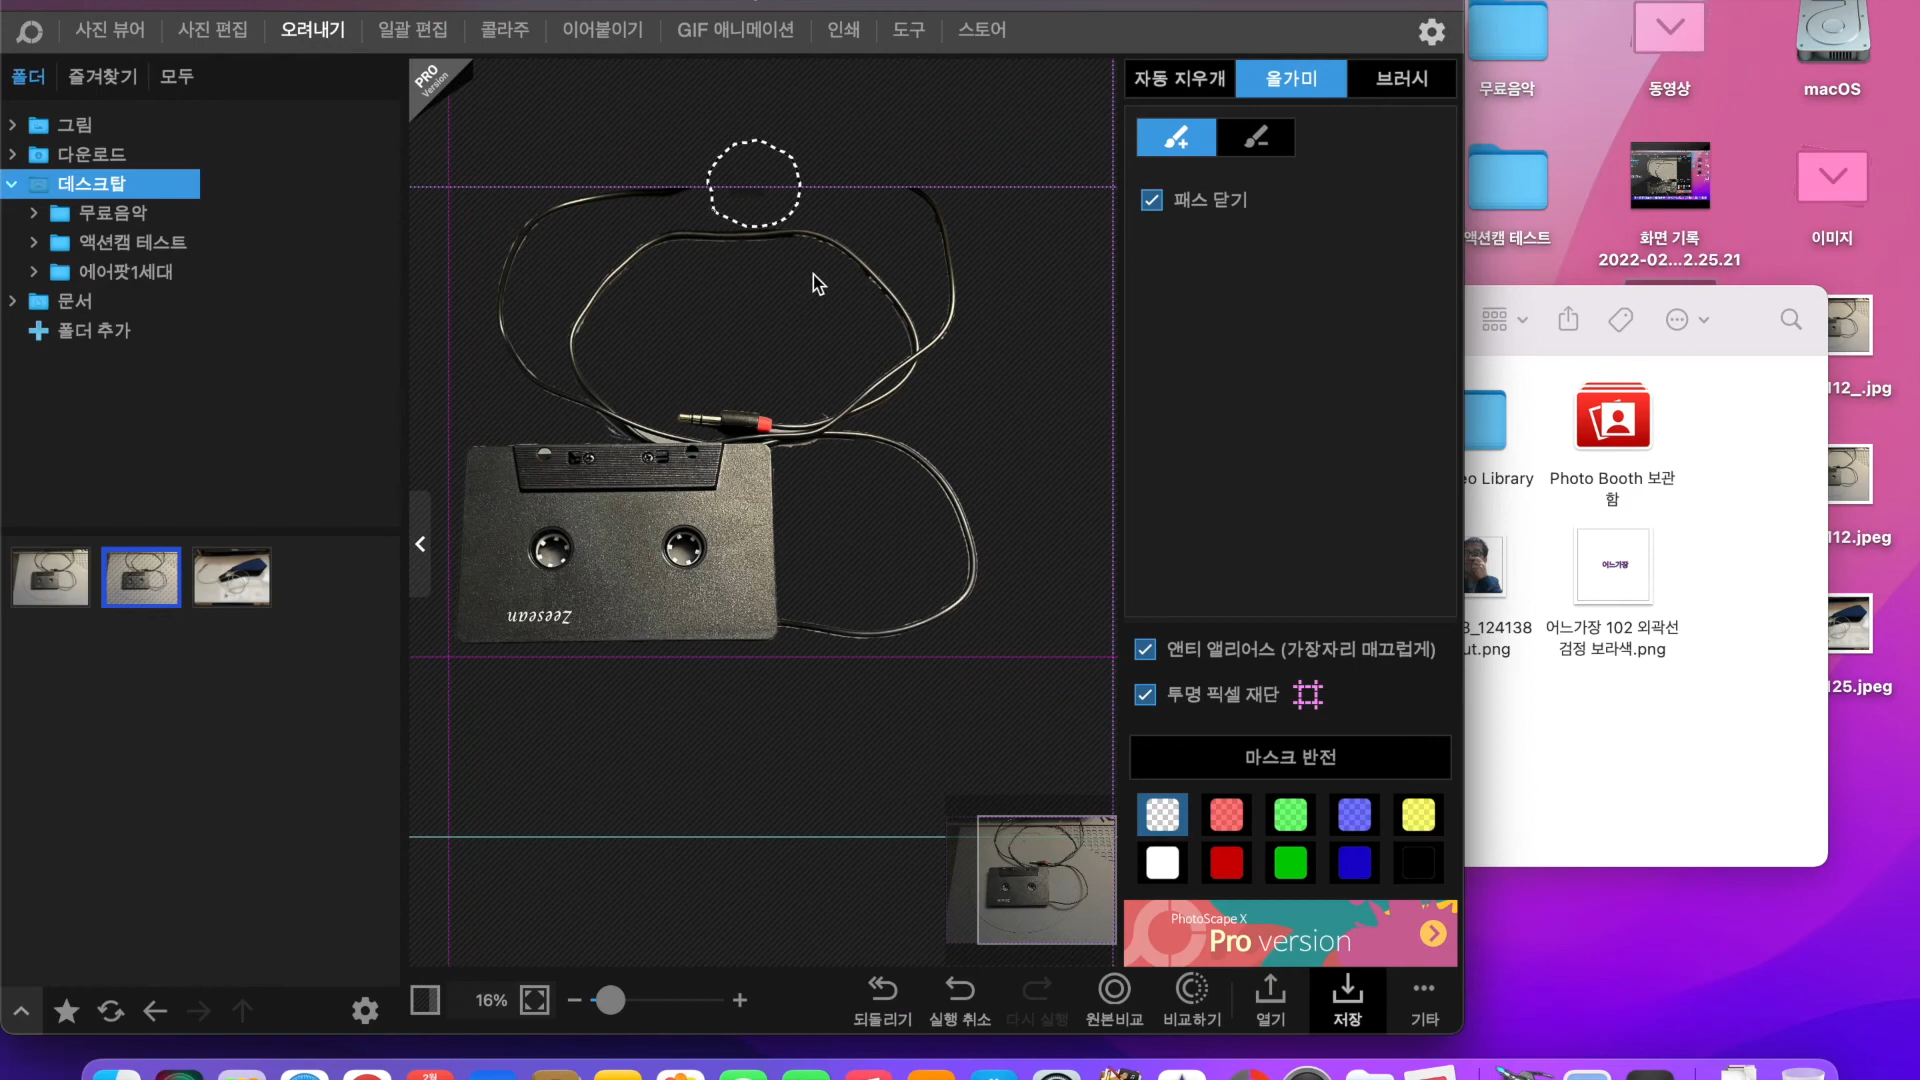 사진 뷰어
사진 편집
오려내기
일괄 편집
콜라주
이어붙이기
GIF 애니메이션
인쇄
도구
스토어
폴더
즐겨찾기
모두
그림
다운로드
데스크탑
무료음악
액션캠 테스트
에어팟1세대
문서
폴더 추가
PRO
Version
Zeesean
자동 지우개
올가미
브러시
패스 닫기
앤티 앨리어스 (가장자리 매끄럽게)
투명 픽셀 재단
마스크 반전
PhotoScape X
Pro version
16%
되돌리기
실행 취소
다시 실행
원본비교
비교하기
열기
저장
기타
무료음악
동영상
macOS
액션캠 테스트
화면 기록
2022-02...2.25.21
이미지
112_.jpg
112.jpeg
125.jpeg
eo Library
Photo Booth 보관
함
3_124138
ut.png
어느가장
어느가장 102 외곽선
검정 보라색.png
2월